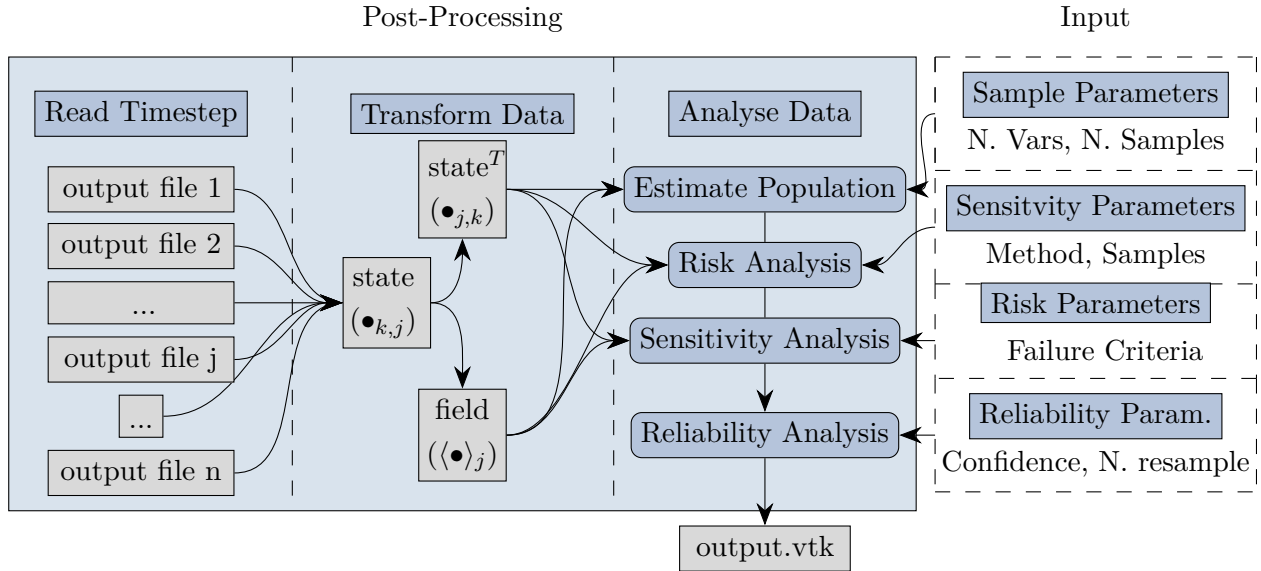 Post-Processing
Input
Read Timestep
output file 1
output file 2
...
output file j
...
output file n
Transform Data
state
(•_{k,j})
state^T
(•_{j,k})
field
(⟨•⟩_j)
Analyse Data
Estimate Population
Risk Analysis
Sensitivity Analysis
Reliability Analysis
output.vtk
Sample Parameters
N. Vars, N. Samples
Sensitvity Parameters
Method, Samples
Risk Parameters
Failure Criteria
Reliability Param.
Confidence, N. resample